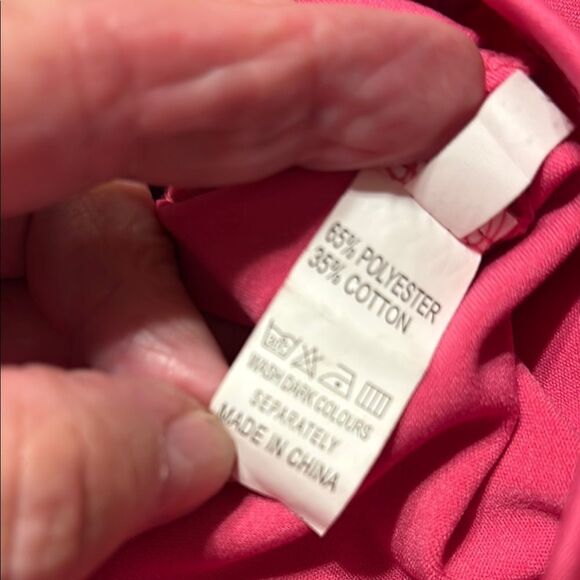 65% POLYESTER
35% COTTON
WASH DARK COLOURS
SEPARATELY
MADE IN CHINA